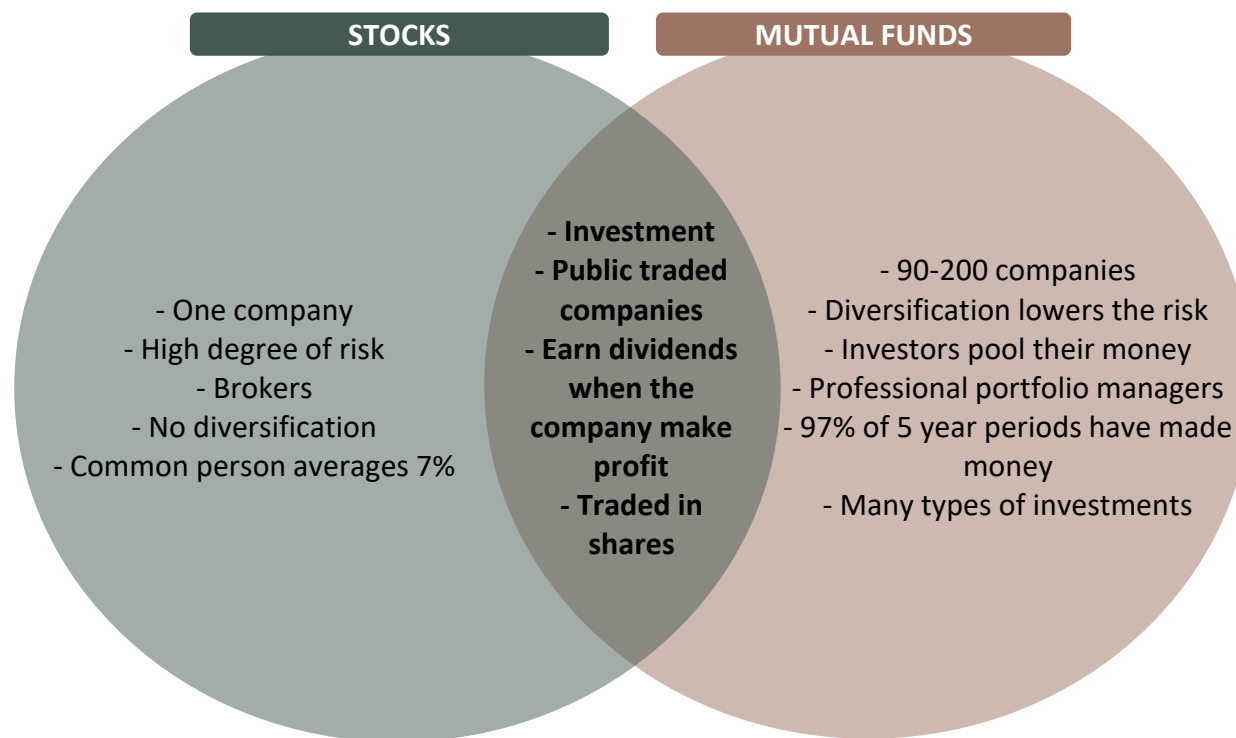 STOCKS
MUTUAL FUNDS
- One company
- High degree of risk
- Brokers
- No diversification
- Common person averages 7%
- Investment
- Public traded
companies
- Earn dividends
when the
company make
profit
- Traded in
shares
- 90-200 companies
- Diversification lowers the risk
- Investors pool their money
- Professional portfolio managers
- 97% of 5 year periods have made
money
- Many types of investments